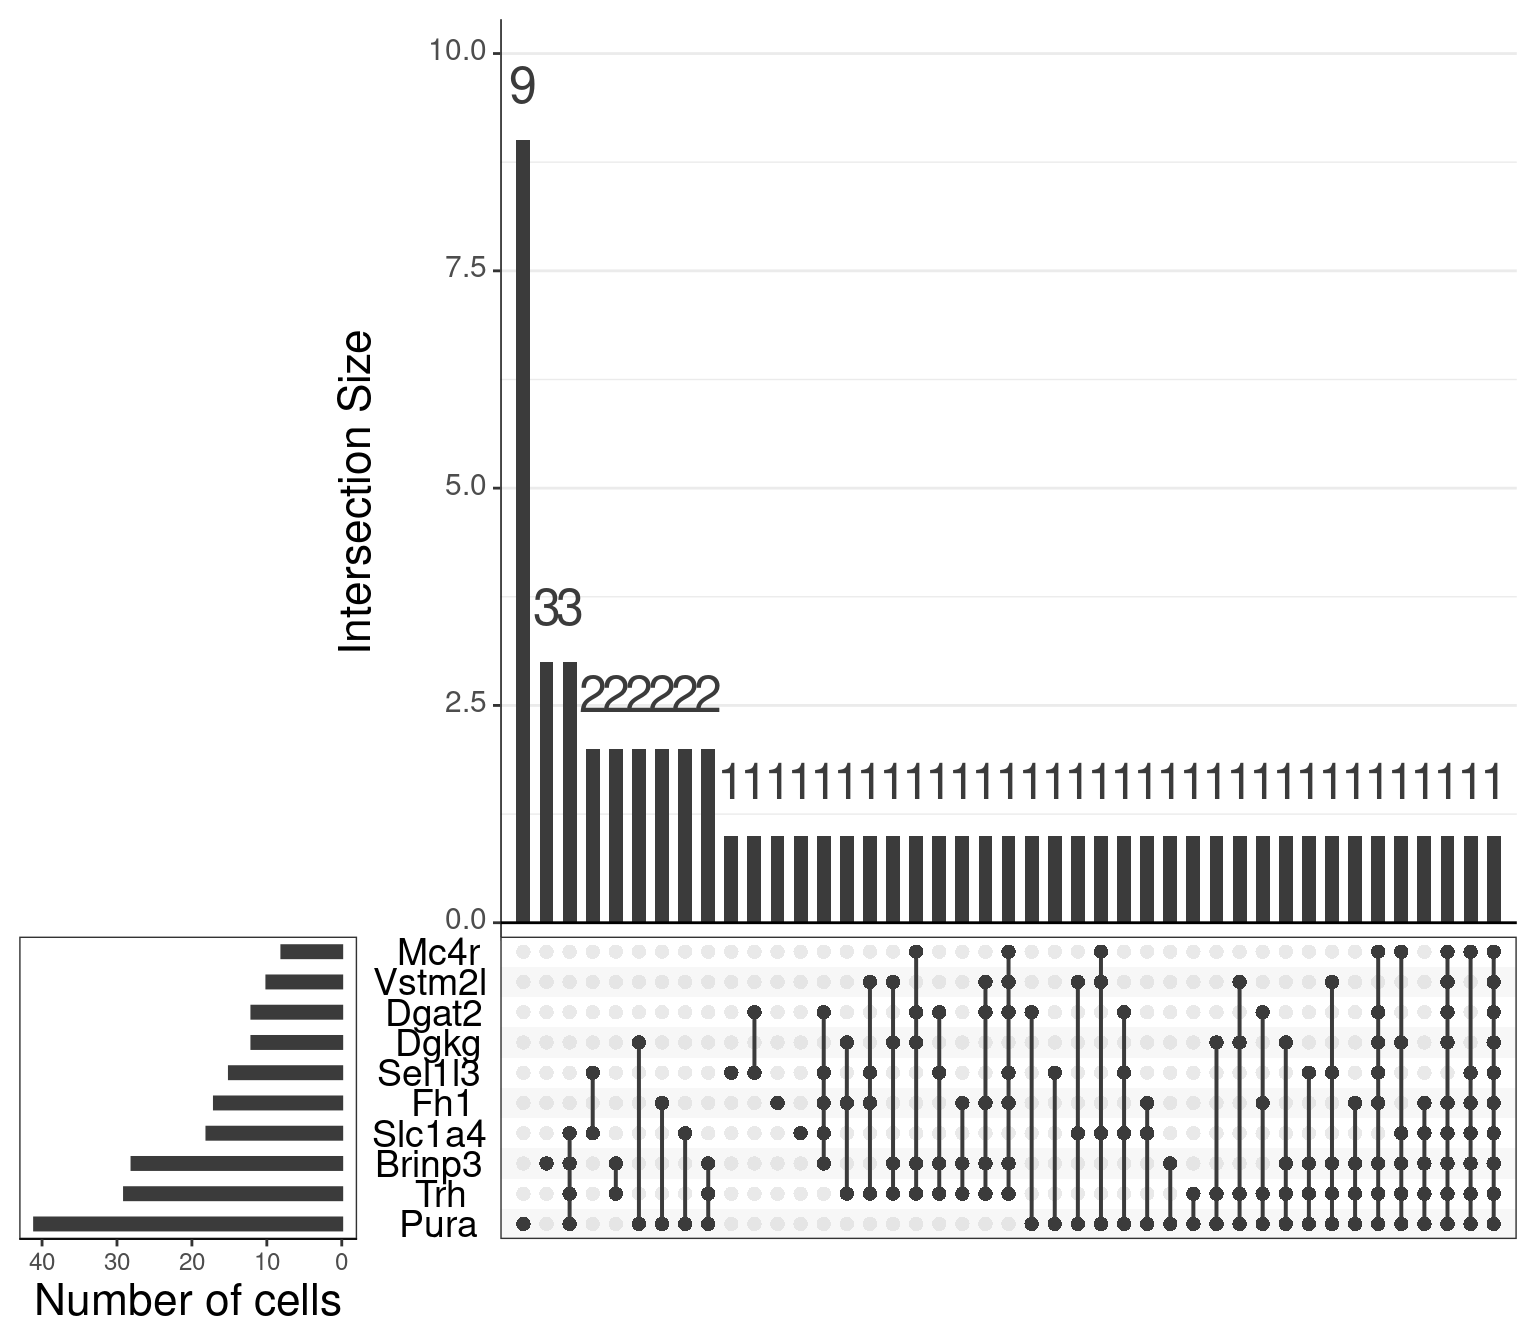 10.0
9
7.5
Intersection Size
5.0
33
222222
2.5
1111111111111111111111111111111111
0.0
Mc4r
Vstm2l
Dgat2
Dgkg
Sel1l3
Fh1
Slc1a4
Brinp3
Trh
Pura
40 30 20 10 0
Number of cells